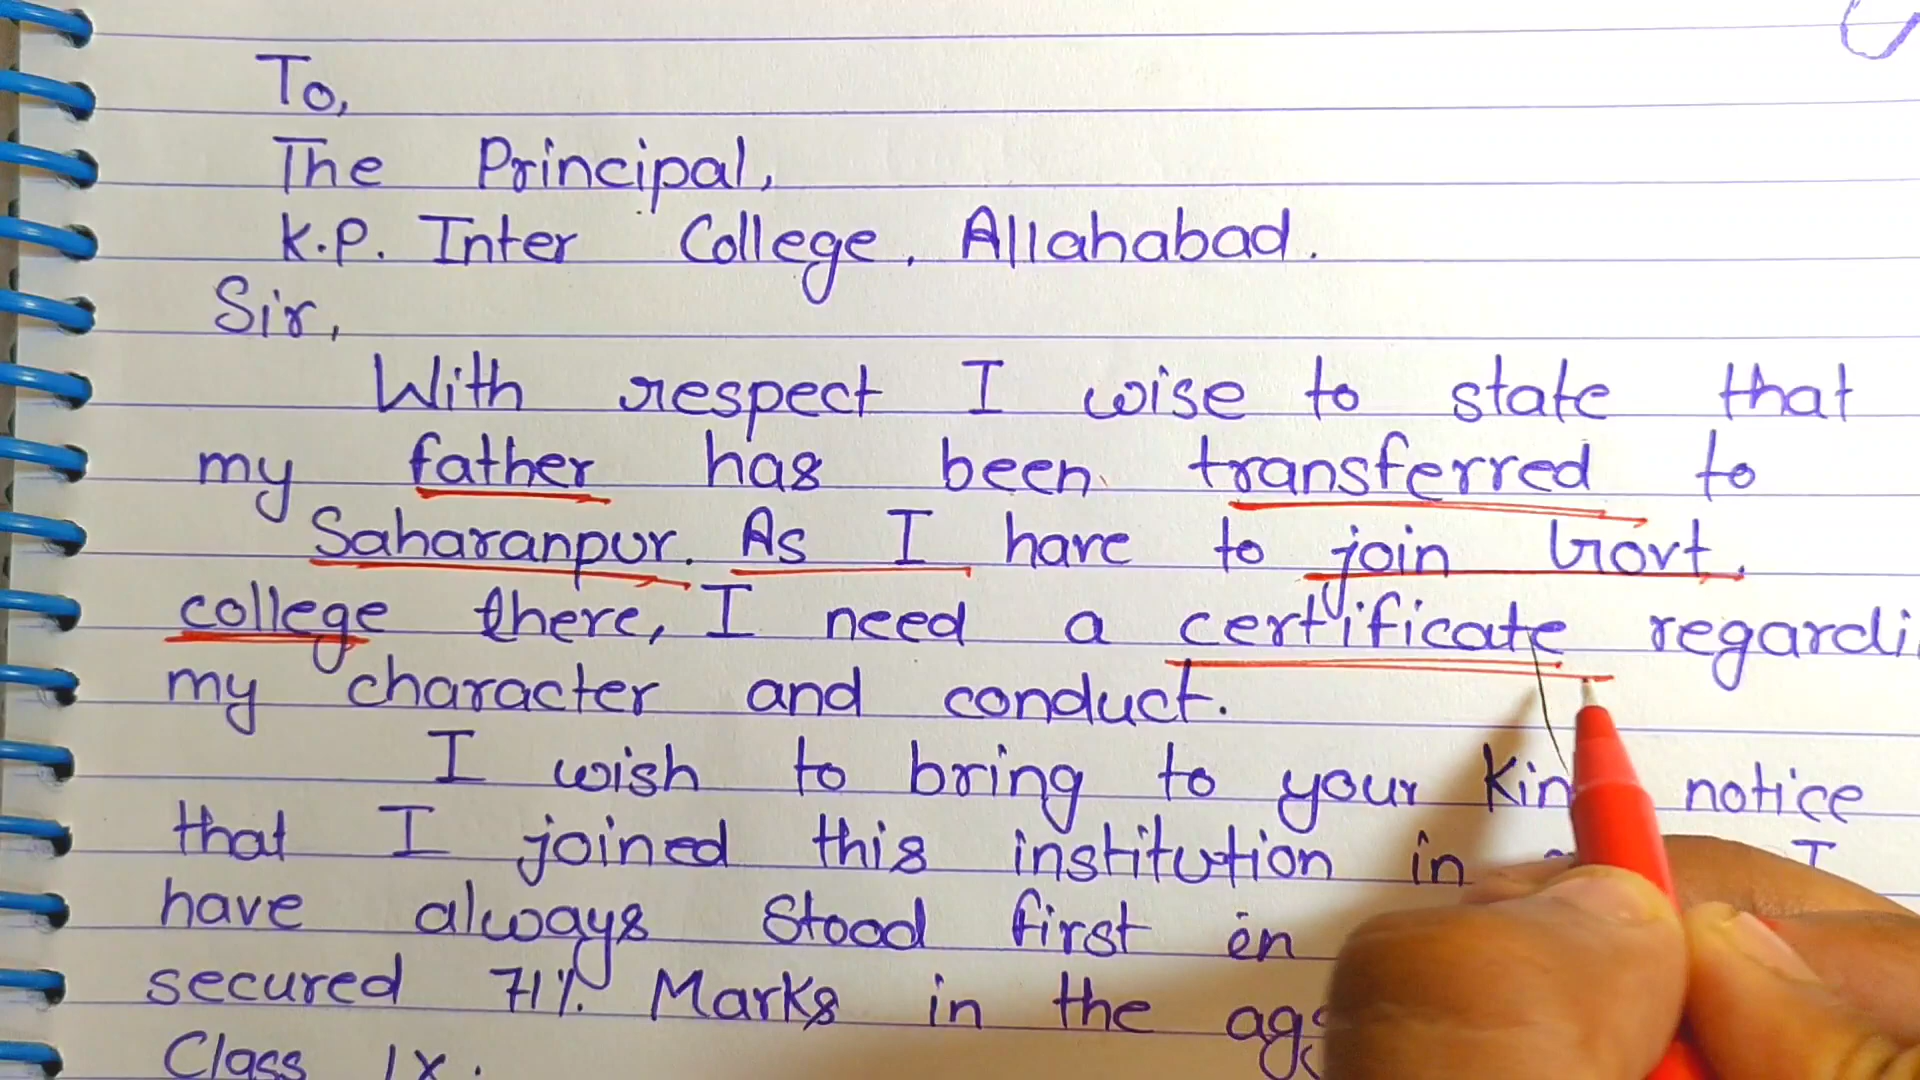 To,
The Principal,
K.P. Inter College, Allahabad.
Sir,
With respect I wise to state that
my father has been transferred to
Saharanpur. As I have to join Govt.
college there, I need a certificate regardi
my character and conduct.
I wish to bring to your kin notice
that I joined this institution in I
have always stood first in
secured 71% Marks in the agg
Class IX.